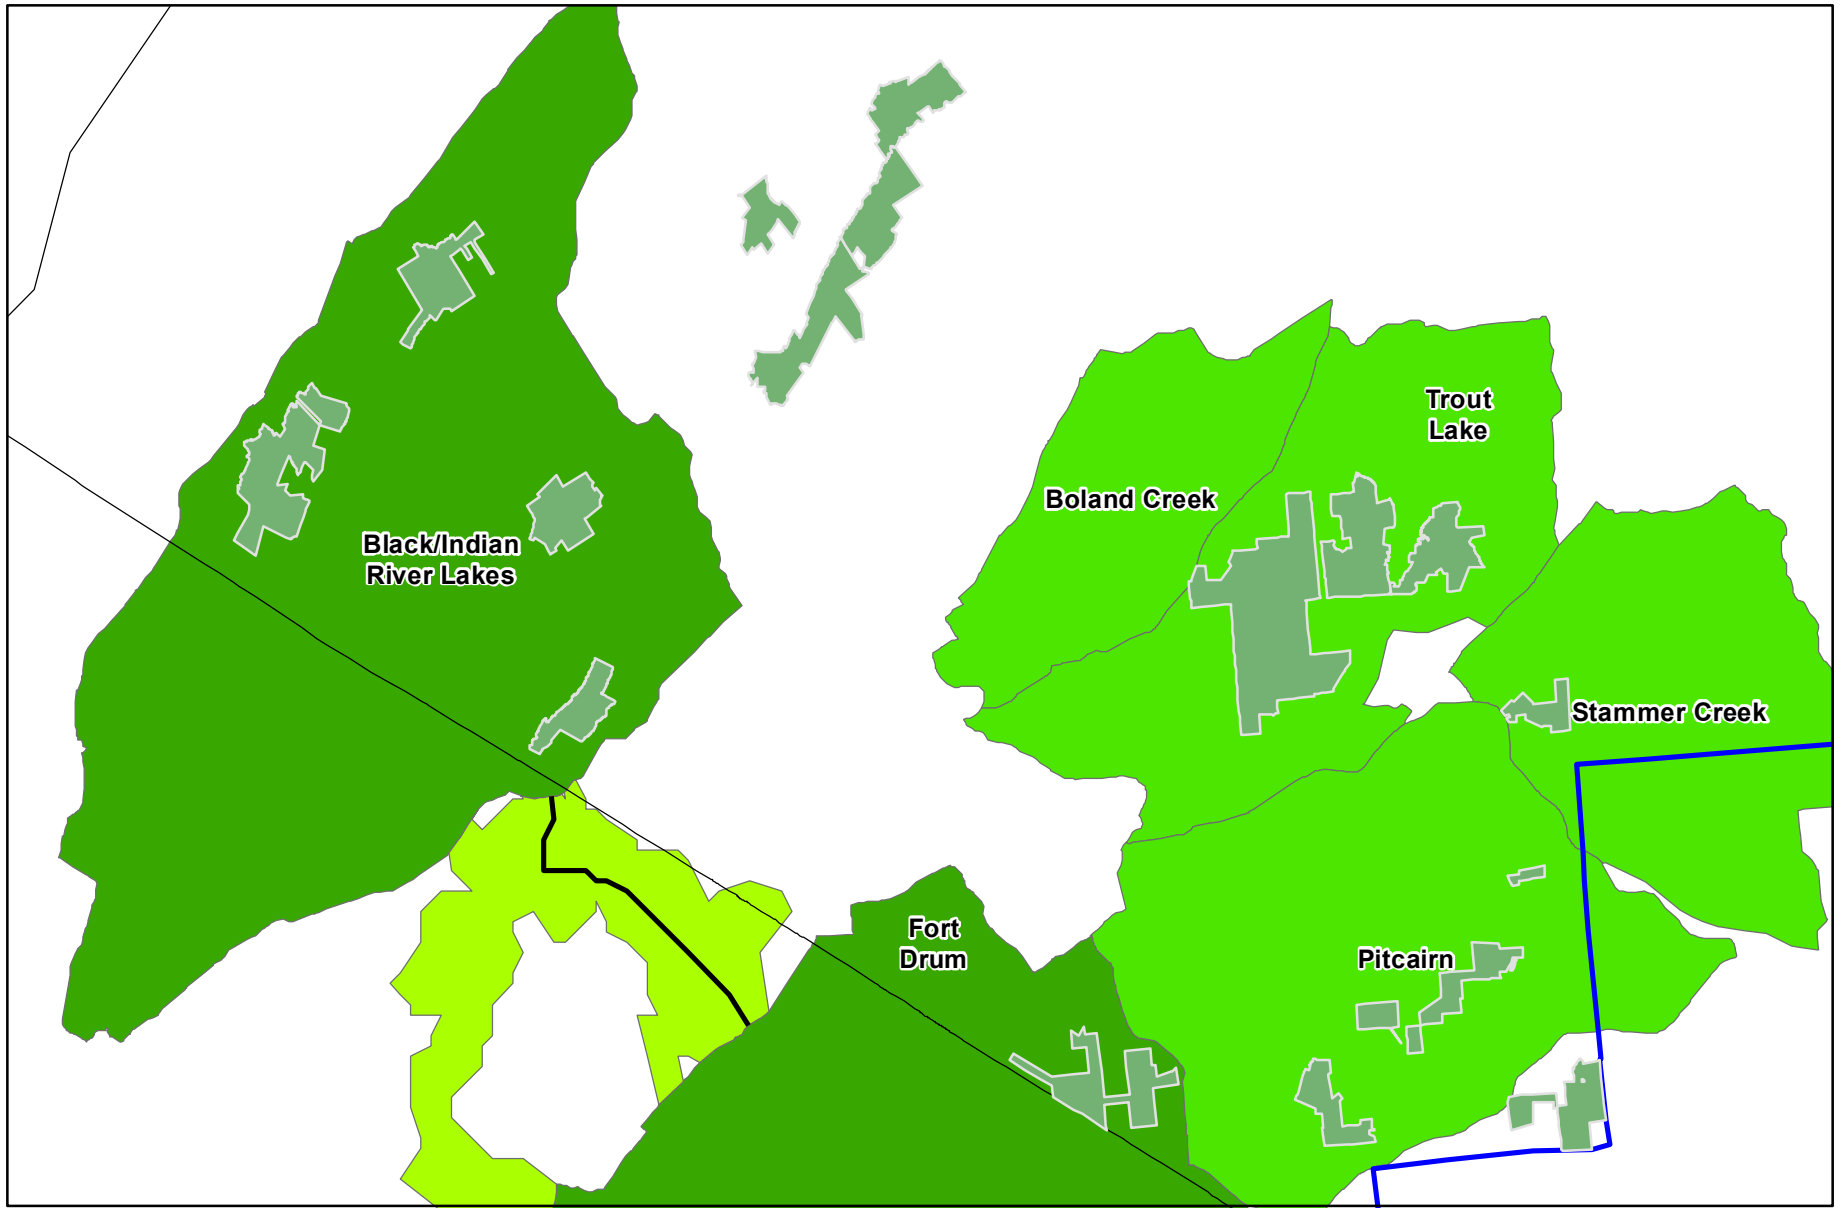 Trout
Lake
Boland Creek
Black/Indian
River Lakes
Stammer Creek
Fort
Drum
Pitcairn